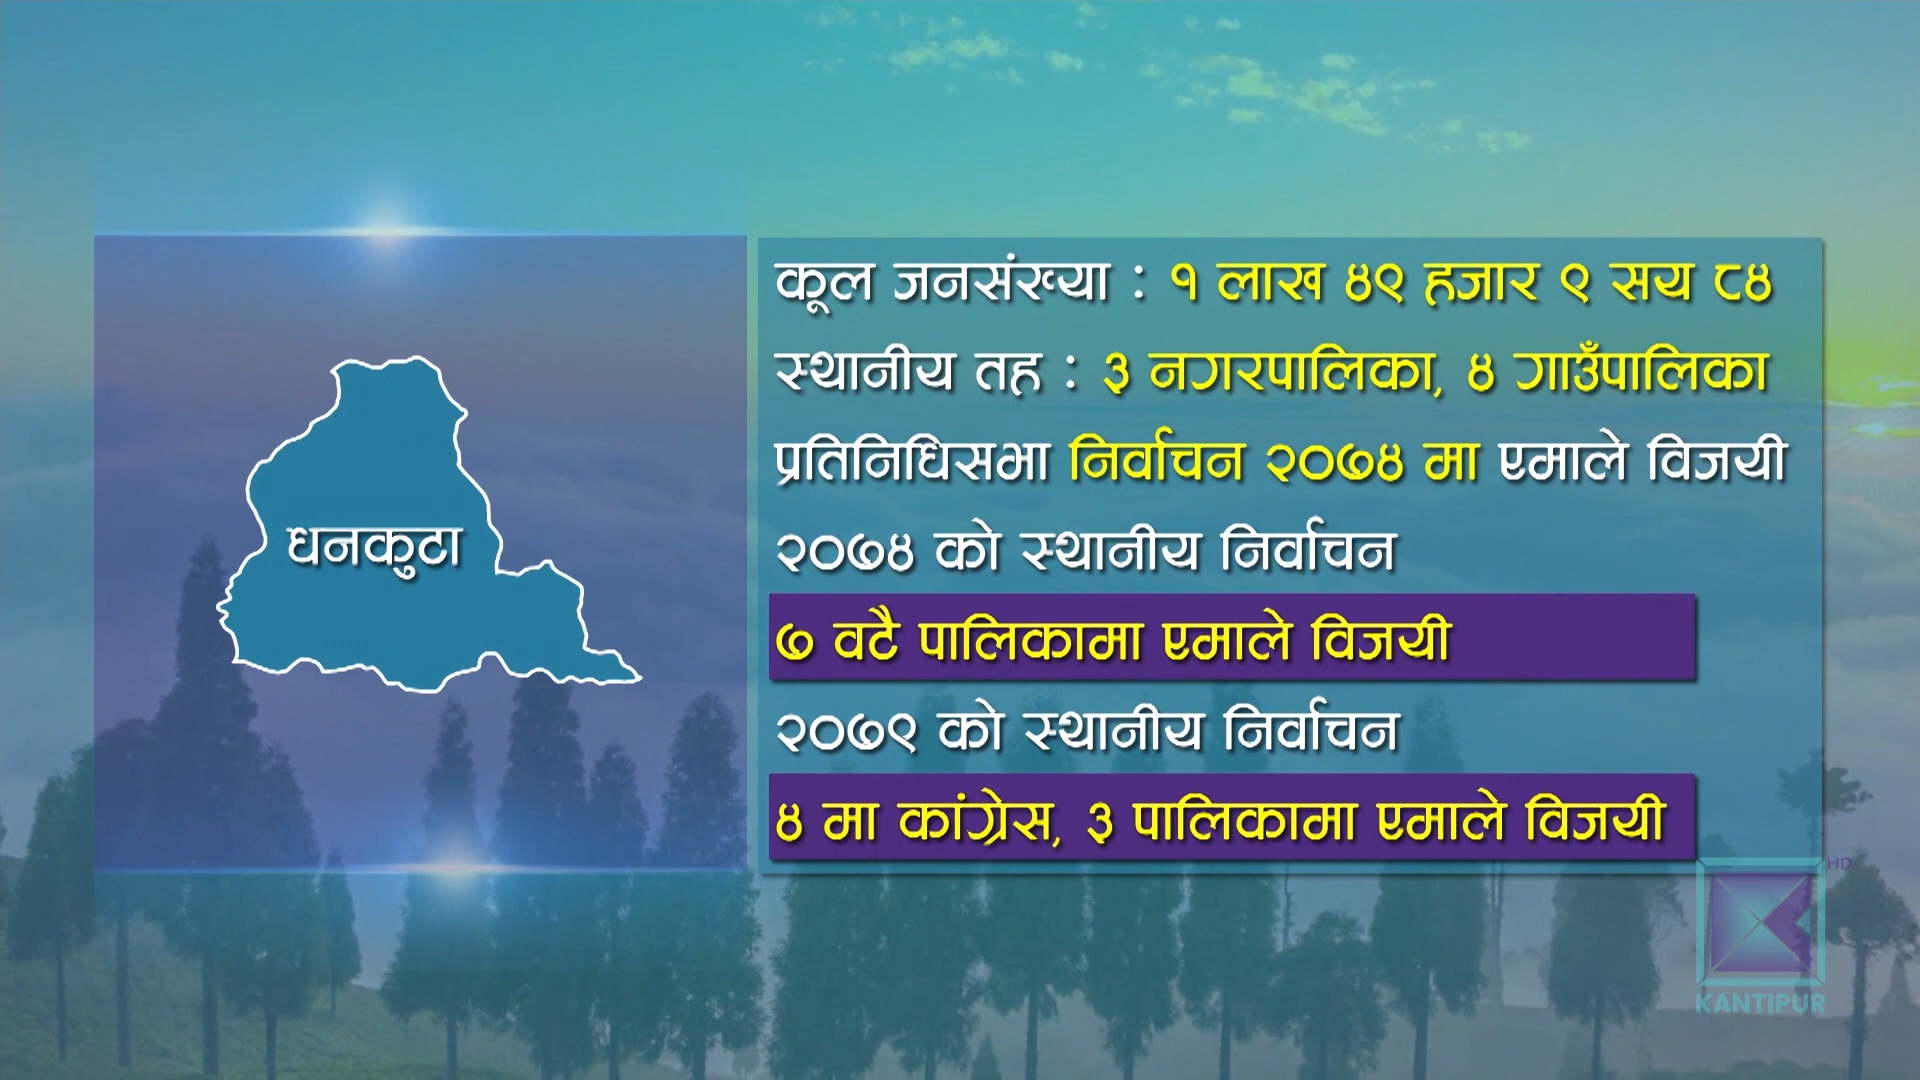 धनकुटा
कूल जनसंख्या : १ लाख ४९ हजार ९ सय ८४
स्थानीय तह : ३ नगरपालिका, ४ गाउँपालिका
प्रतिनिधिसभा निर्वाचन २०७४ मा एमाले विजयी
२०७४ को स्थानीय निर्वाचन
७ वटै पालिकामा एमाले विजयी
२०७९ को स्थानीय निर्वाचन
४ मा कांग्रेस, ३ पालिकामा एमाले विजयी
HD
KANTIPUR